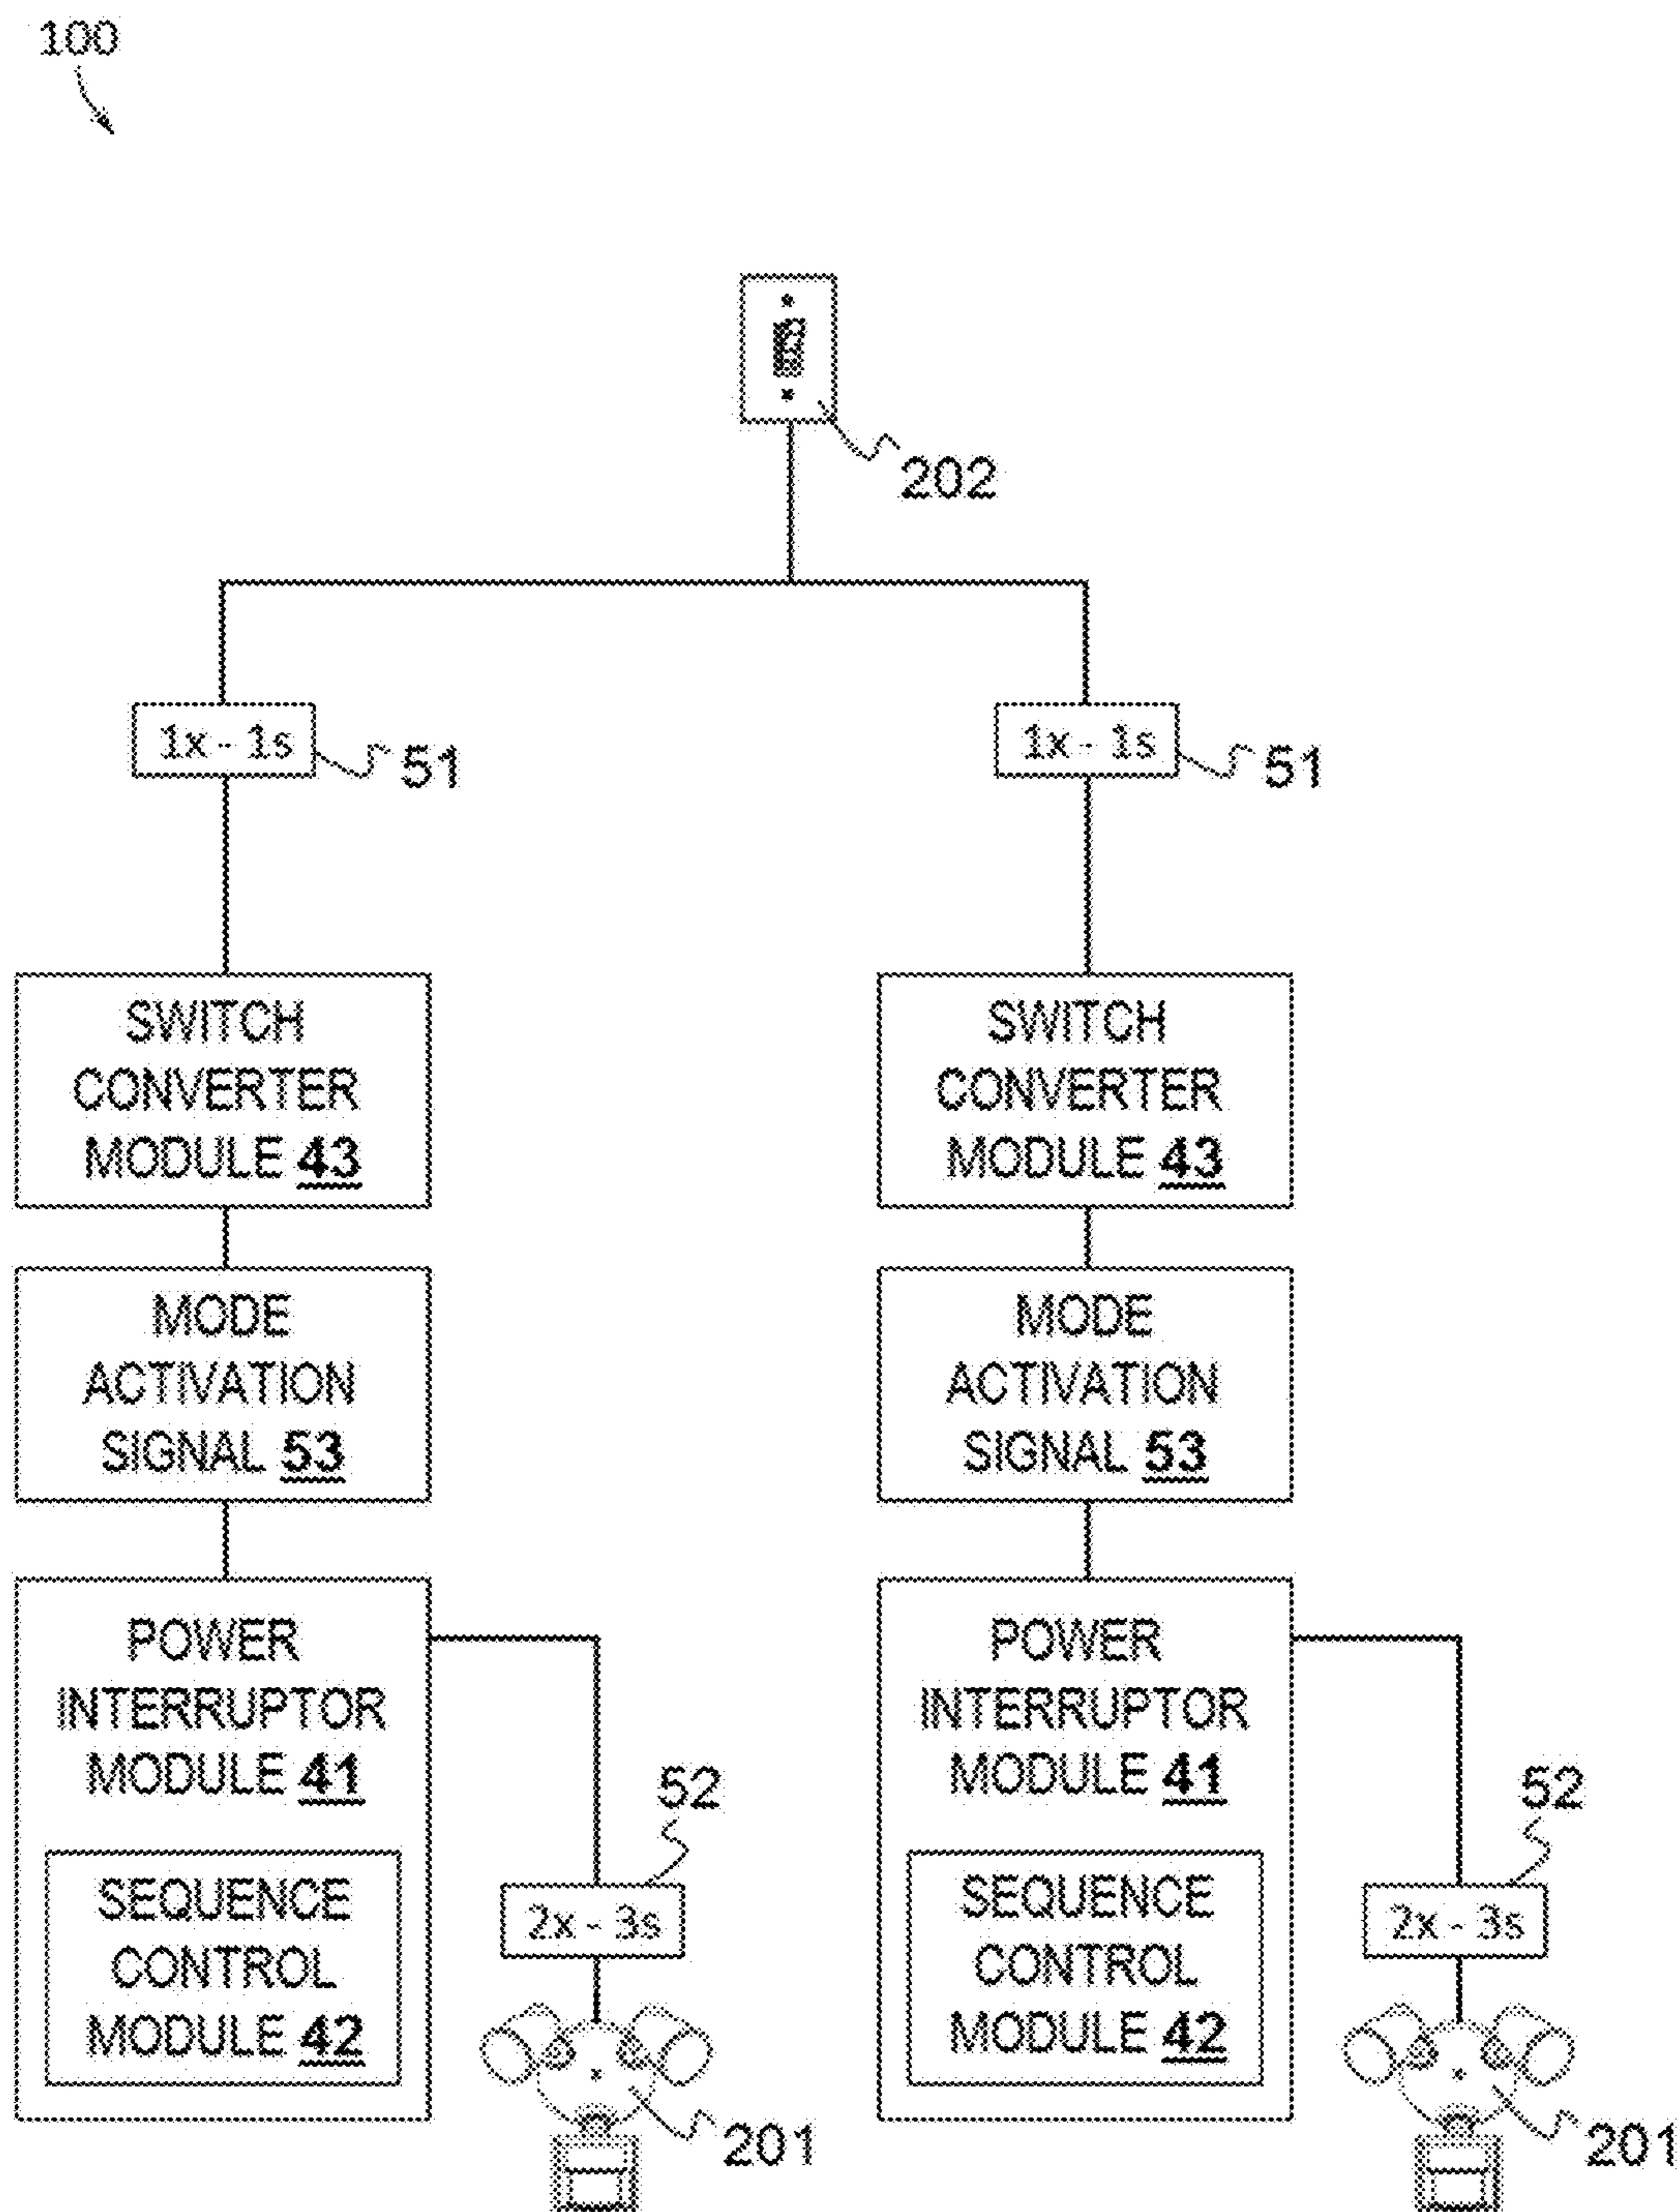 100
202
1x - 1s
51
1x - 1s
51
SWITCH
CONVERTER
MODULE 43
SWITCH
CONVERTER
MODULE 43
MODE
ACTIVATION
SIGNAL 53
MODE
ACTIVATION
SIGNAL 53
POWER
INTERRUPTOR
MODULE 41
52
SEQUENCE
CONTROL
MODULE 42
2x - 3s
201
POWER
INTERRUPTOR
MODULE 41
52
SEQUENCE
CONTROL
MODULE 42
2x - 3s
201